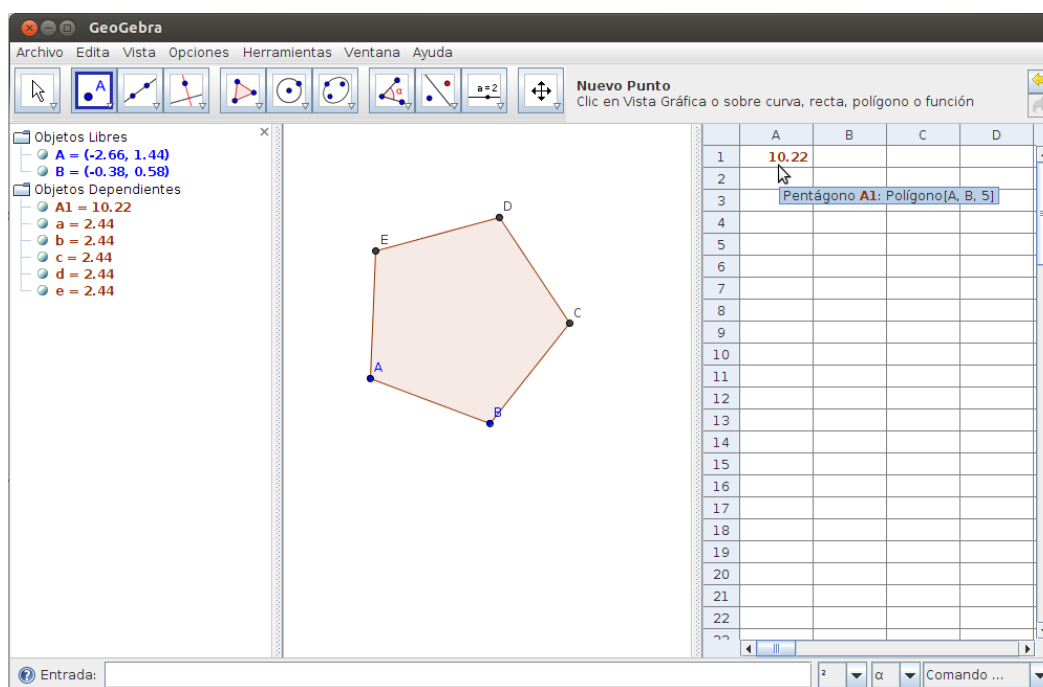 GeoGebra
Archivo Edita Vista Opciones Herramientas Ventana Ayuda
A
α
a=2
Nuevo Punto
Clic en Vista Gráfica o sobre curva, recta, polígono o función
Objetos Libres
A = (-2.66, 1.44)
B = (-0.38, 0.58)
Objetos Dependientes
A1 = 10.22
a = 2.44
b = 2.44
c = 2.44
d = 2.44
e = 2.44
D
E
C
A
B
A B C D
1 10.22
2
3
Pentágono A1: Polígono[A, B, 5]
4
5
6
7
8
9
10
11
12
13
14
15
16
17
18
19
20
21
22
Entrada:
² α Comando ...